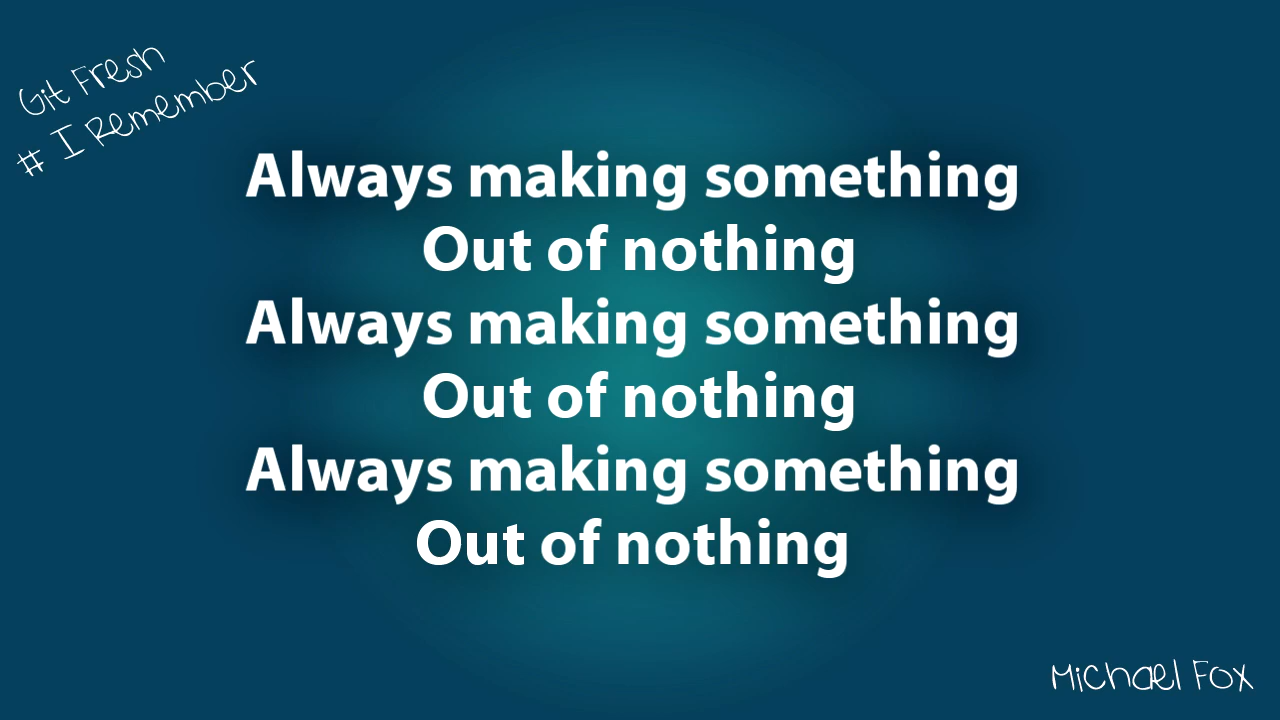 Git Fresh
# I Remember
Always making something
Out of nothing
Always making something
Out of nothing
Always making something
Out of nothing
Michael Fox